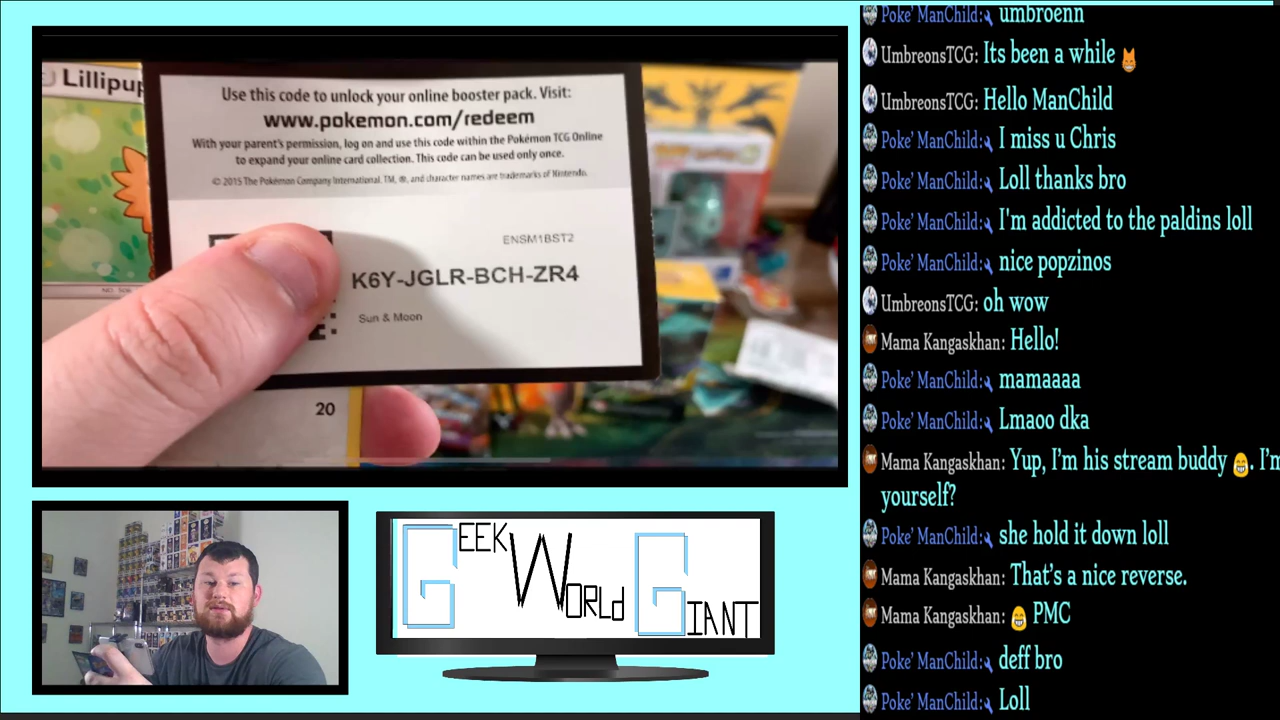 Lillipup
Use this code to unlock your online booster pack. Visit:
www.pokemon.com/redeem
With your parent's permission, log on and use this code within the Pokémon TCG Online
to expand your online card collection. This code can be used only once.
© 2015 The Pokémon Company International. TM, ®, and character names are trademarks of Nintendo.
ENSM1BST2
K6Y-JGLR-BCH-ZR4
Sun & Moon
20
GEEK WORLD GIANT
Poke' ManChild: umbroenn
UmbreonsTCG: Its been a while
UmbreonsTCG: Hello ManChild
Poke' ManChild: I miss u Chris
Poke' ManChild: Loll thanks bro
Poke' ManChild: I'm addicted to the paldins loll
Poke' ManChild: nice popzinos
UmbreonsTCG: oh wow
Mama Kangaskhan: Hello!
Poke' ManChild: mamaaaa
Poke' ManChild: Lmaoo dka
Mama Kangaskhan: Yup, I'm his stream buddy 😁. I'm
yourself?
Poke' ManChild: she hold it down loll
Mama Kangaskhan: That's a nice reverse.
Mama Kangaskhan: 😁 PMC
Poke' ManChild: deff bro
Poke' ManChild: Loll